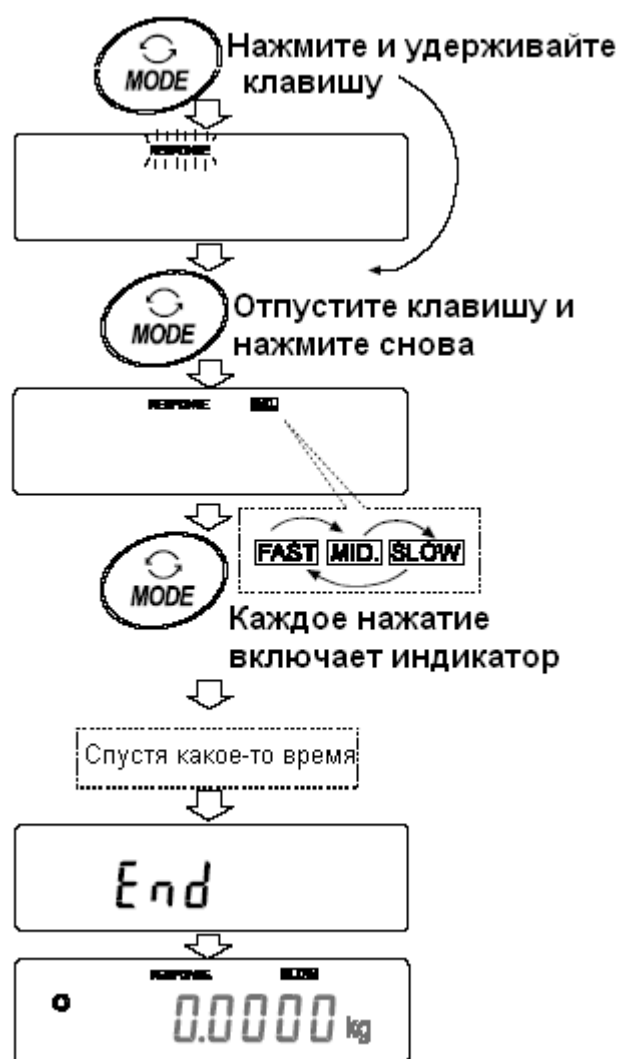 MODE
Нажмите и удерживайте
клавишу
RESPONSE
MODE
Отпустите клавишу и
нажмите снова
RESPONSE
FAST MID. SLOW
MODE
Каждое нажатие
включает индикатор
Спустя какое-то время
End
RESPONSE SLOW
0.0000 kg